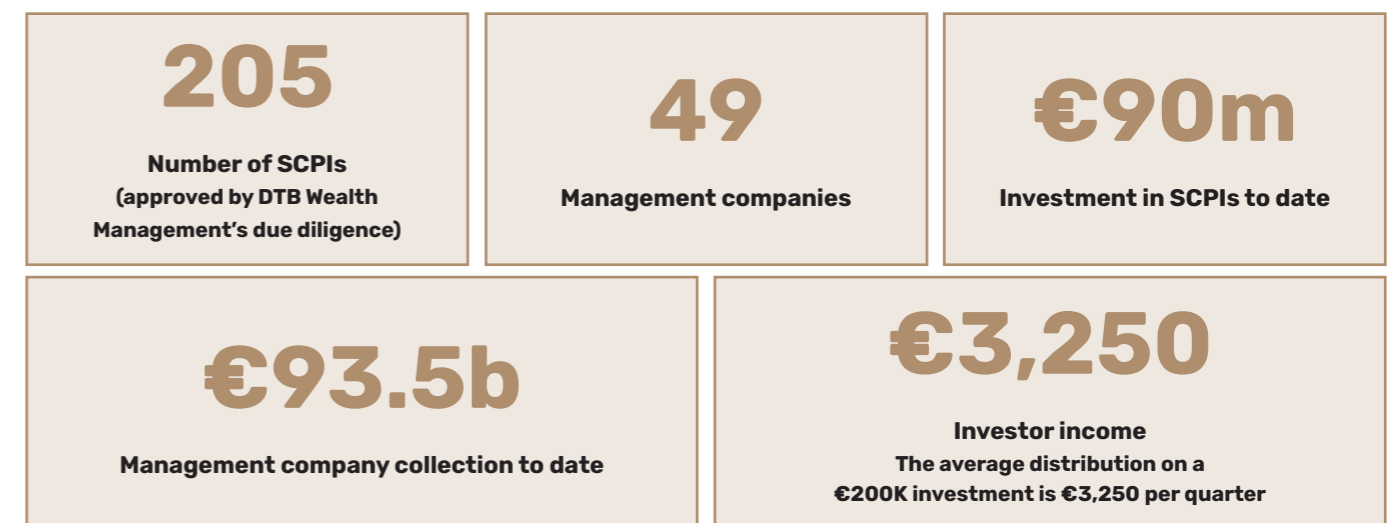 205
Number of SCPIs
(approved by DTB Wealth
Management's due diligence)
49
Management companies
€90m
Investment in SCPIs to date
€93.5b
Management company collection to date
€3,250
Investor income
The average distribution on a
€200K investment is €3,250 per quarter